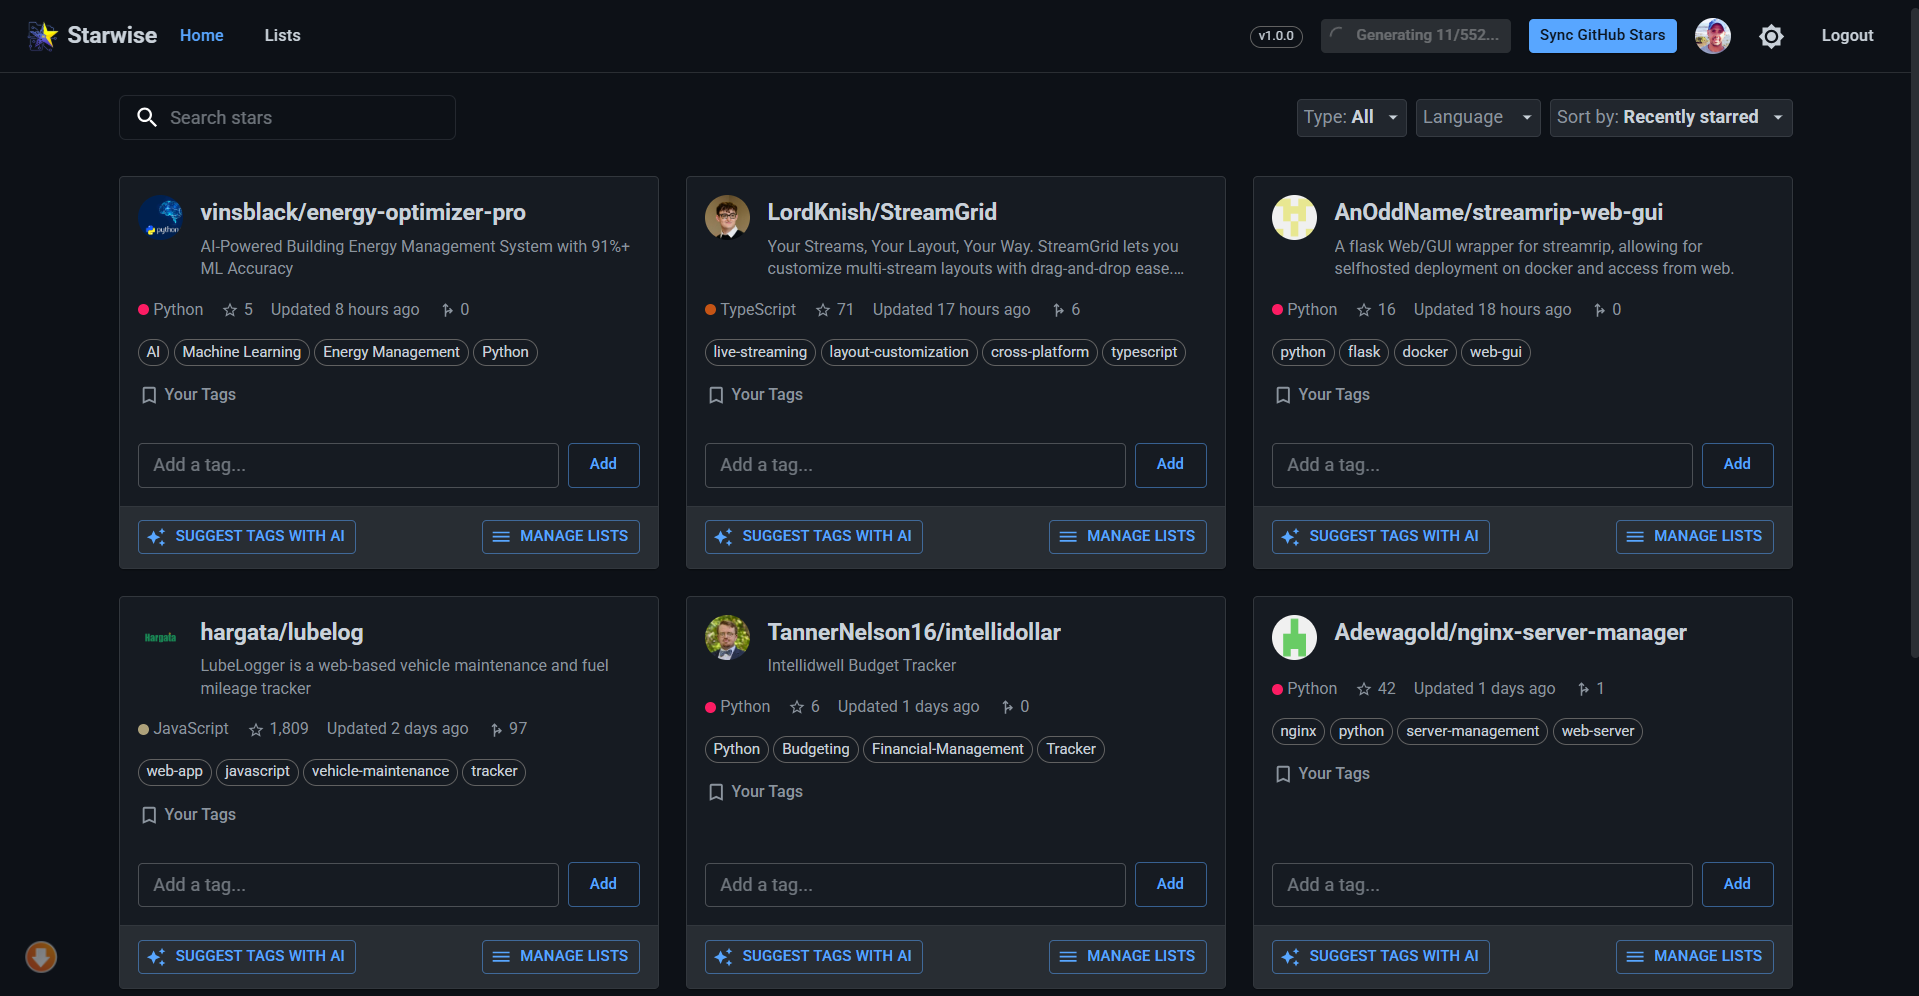 Starwise
Home
Lists
v1.0.0
Generating 11/552...
Sync GitHub Stars
Logout
Search stars
Type: All
Language
Sort by: Recently starred
python
vinsblack/energy-optimizer-pro
AI-Powered Building Energy Management System with 91%+
ML Accuracy
Python
5
Updated 8 hours ago
0
AI
Machine Learning
Energy Management
Python
Your Tags
Add a tag...
Add
SUGGEST TAGS WITH AI
MANAGE LISTS
LordKnish/StreamGrid
Your Streams, Your Layout, Your Way. StreamGrid lets you
customize multi-stream layouts with drag-and-drop ease....
TypeScript
71
Updated 17 hours ago
6
live-streaming
layout-customization
cross-platform
typescript
Your Tags
Add a tag...
Add
SUGGEST TAGS WITH AI
MANAGE LISTS
AnOddName/streamrip-web-gui
A flask Web/GUI wrapper for streamrip, allowing for
selfhosted deployment on docker and access from web.
Python
16
Updated 18 hours ago
0
python
flask
docker
web-gui
Your Tags
Add a tag...
Add
SUGGEST TAGS WITH AI
MANAGE LISTS
Hargata
hargata/lubelog
LubeLogger is a web-based vehicle maintenance and fuel
mileage tracker
JavaScript
1,809
Updated 2 days ago
97
web-app
javascript
vehicle-maintenance
tracker
Your Tags
Add a tag...
Add
SUGGEST TAGS WITH AI
MANAGE LISTS
TannerNelson16/intellidollar
Intellidwell Budget Tracker
Python
6
Updated 1 days ago
0
Python
Budgeting
Financial-Management
Tracker
Your Tags
Add a tag...
Add
SUGGEST TAGS WITH AI
MANAGE LISTS
Adewagold/nginx-server-manager
Python
42
Updated 1 days ago
1
nginx
python
server-management
web-server
Your Tags
Add a tag...
Add
SUGGEST TAGS WITH AI
MANAGE LISTS